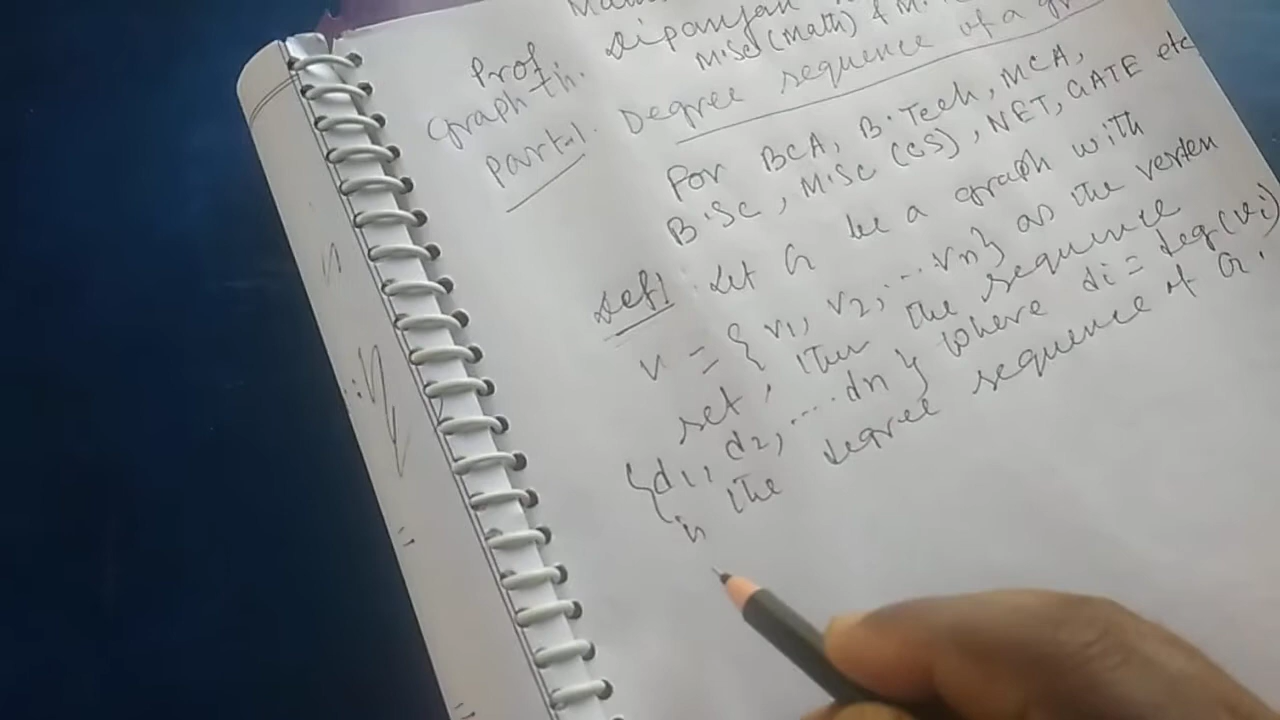 Prof Dipanjan
M.Sc (Math) & M.
Graph th.
Part-1. Degree sequence of a
For BCA, B.Tech, MCA,
B.Sc, M.Sc (CS), NET, GATE etc
Def: Let G be a graph with
V = {v1, v2, ... vn} as the vertex
set, then the sequence
{d1, d2, .... dn} where di = deg(vi)
is the degree sequence of G.